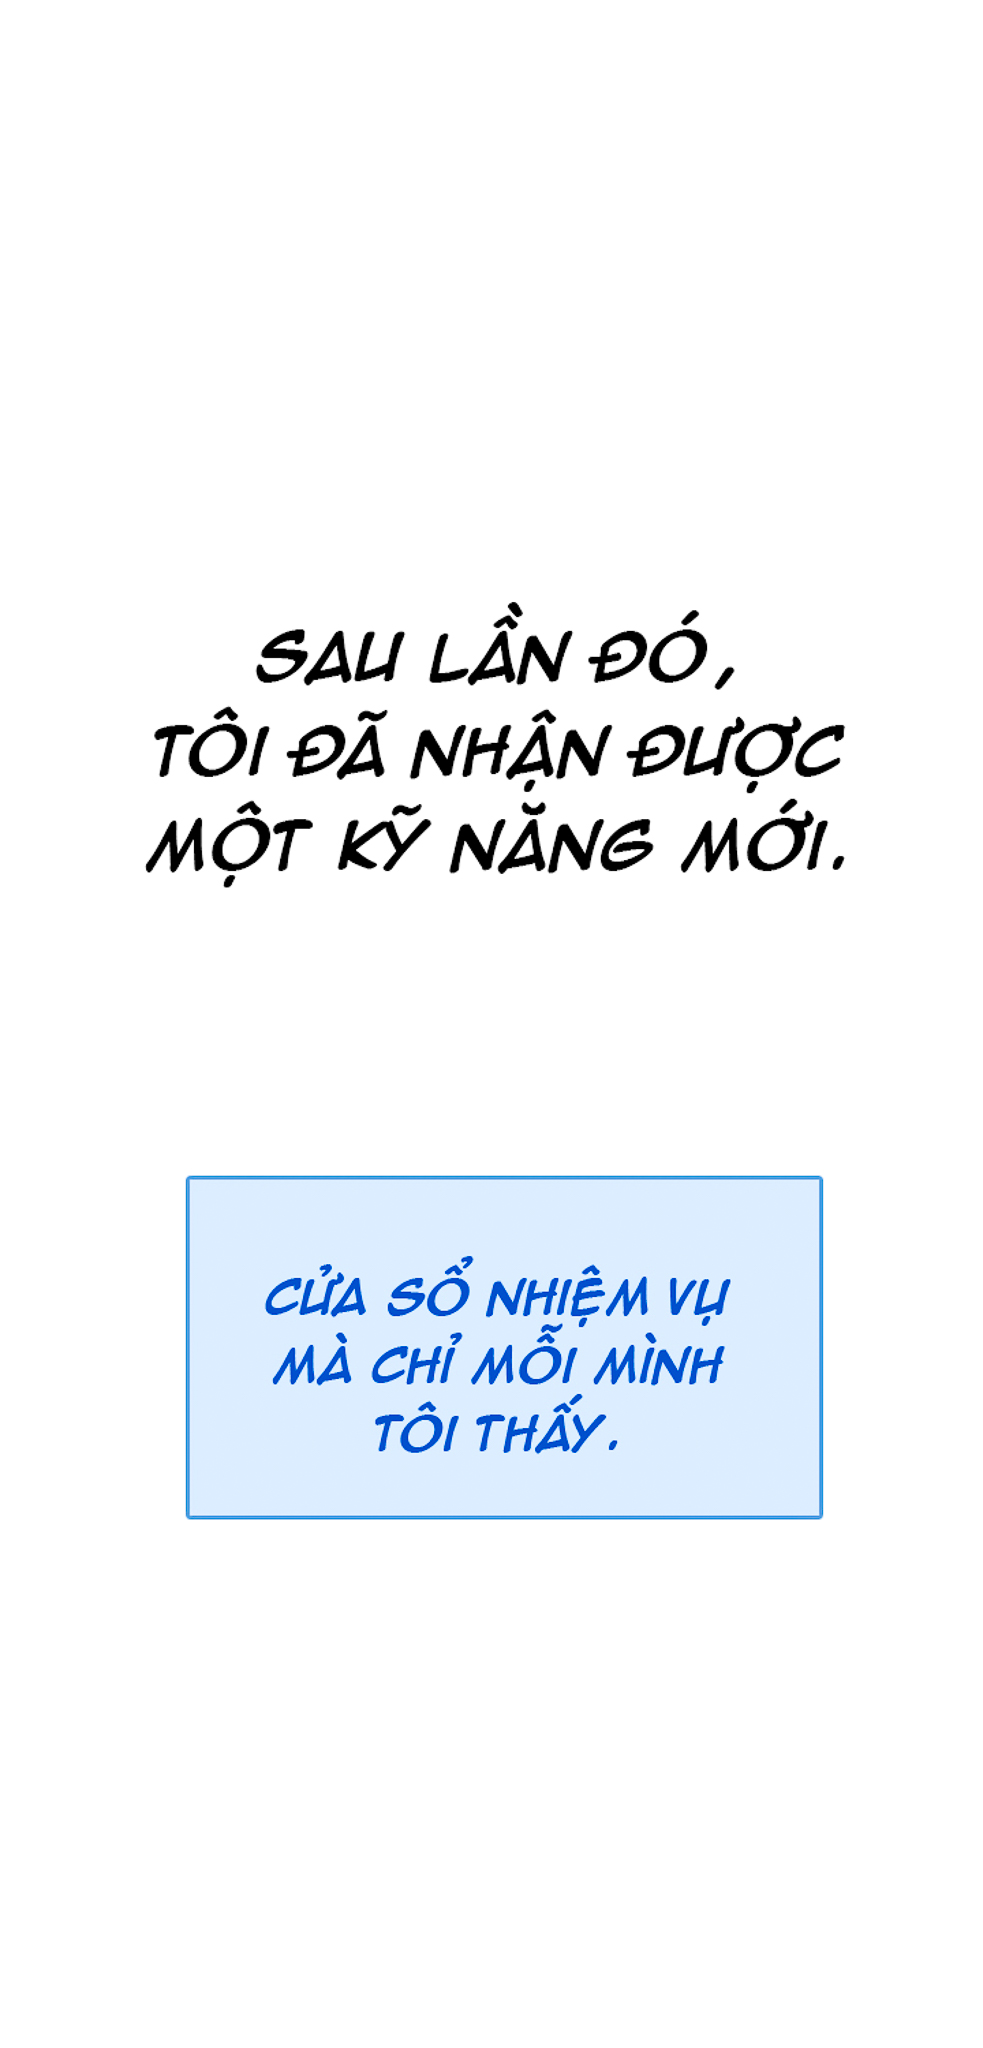 SAU LẦN ĐÓ,
TÔI ĐÃ NHẬN ĐƯỢC
MỘT KỸ NĂNG MỚI.
CỬA SỔ NHIỆM VỤ
MÀ CHỈ MỖI MÌNH
TÔI THẤY.